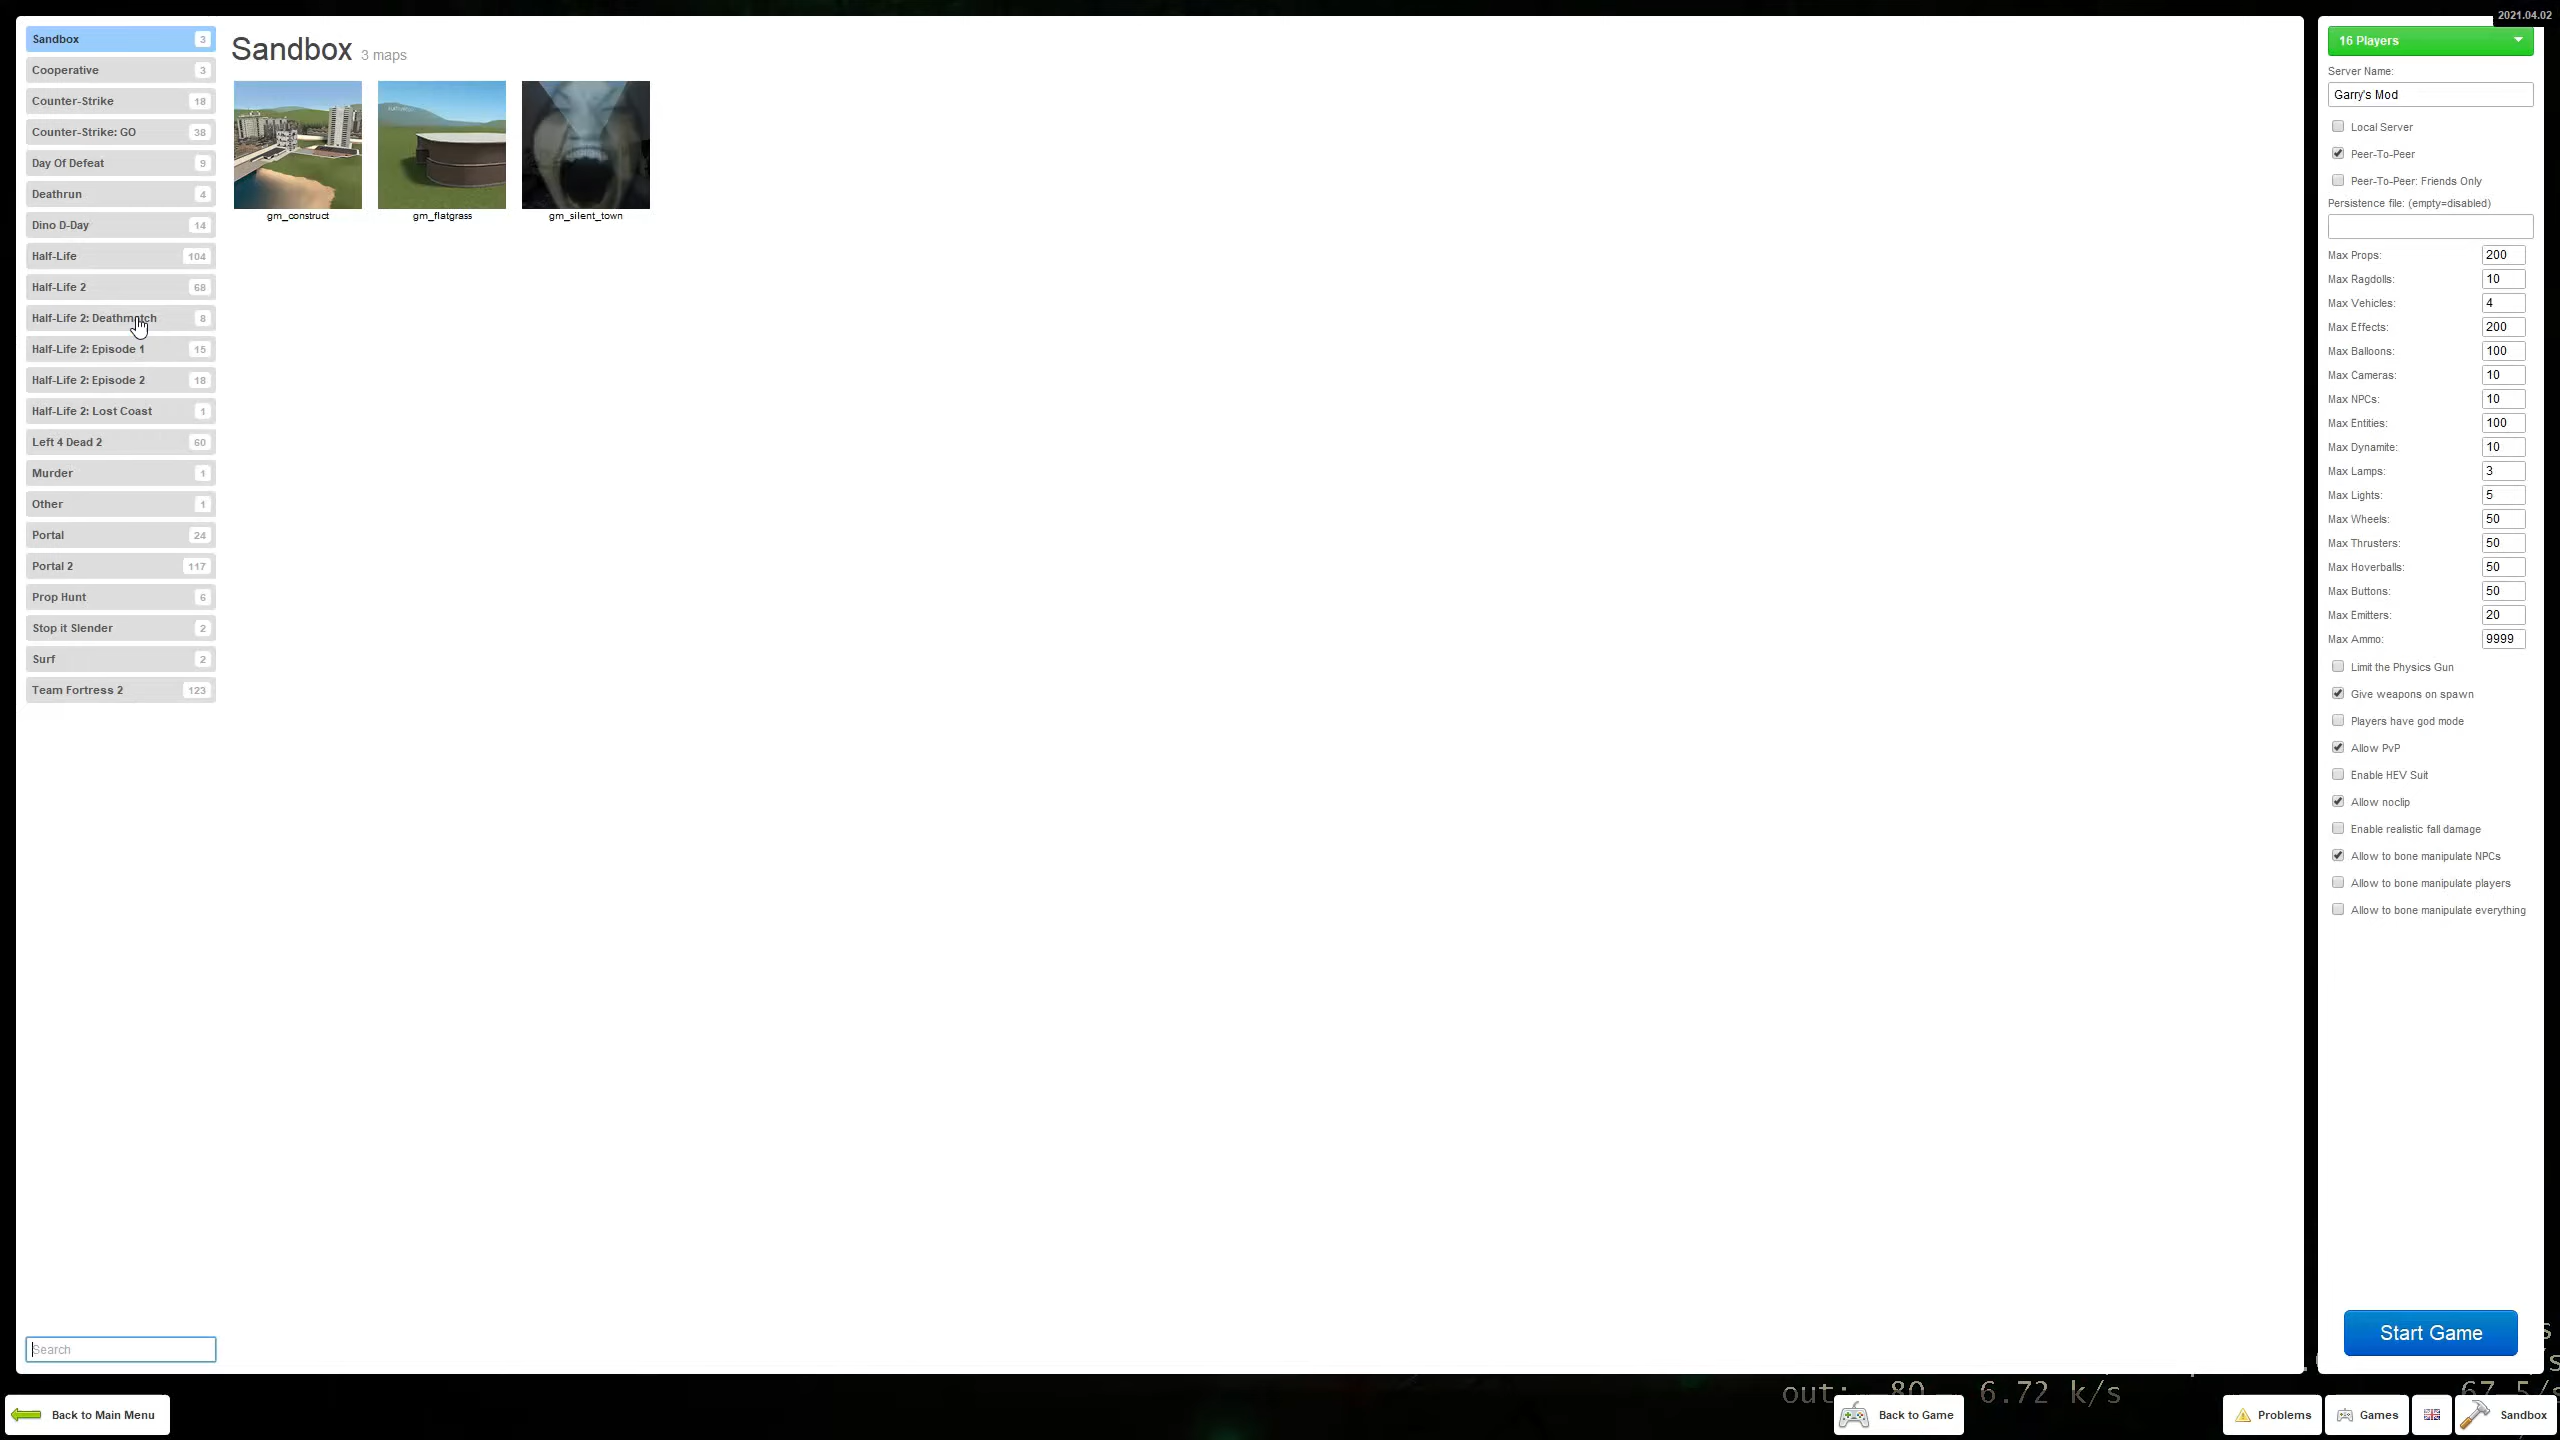 2021.04.02
Sandbox 3
Cooperative 3
Counter-Strike 18
Counter-Strike: GO 38
Day Of Defeat 9
Deathrun 4
Dino D-Day 14
Half-Life 104
Half-Life 2 68
Half-Life 2: Deathmatch 8
Half-Life 2: Episode 1 15
Half-Life 2: Episode 2 18
Half-Life 2: Lost Coast 1
Left 4 Dead 2 60
Murder 1
Other 1
Portal 24
Portal 2 117
Prop Hunt 6
Stop it Slender 2
Surf 2
Team Fortress 2 123
Search
Sandbox 3 maps
gm_construct
gm_flatgrass
gm_silent_town
16 Players
Server Name:
Garry's Mod
Local Server
Peer-To-Peer
Peer-To-Peer: Friends Only
Persistence file: (empty=disabled)
Max Props: 200
Max Ragdolls: 10
Max Vehicles: 4
Max Effects: 200
Max Balloons: 100
Max Cameras: 10
Max NPCs: 10
Max Entities: 100
Max Dynamite: 10
Max Lamps: 3
Max Lights: 5
Max Wheels: 50
Max Thrusters: 50
Max Hoverballs: 50
Max Buttons: 50
Max Emitters: 20
Max Ammo: 9999
Limit the Physics Gun
Give weapons on spawn
Players have god mode
Allow PvP
Enable HEV Suit
Allow noclip
Enable realistic fall damage
Allow to bone manipulate NPCs
Allow to bone manipulate players
Allow to bone manipulate everything
Start Game
out: 80 6.72 k/s 67.5/s
Back to Main Menu
Back to Game
Problems
Games
Sandbox